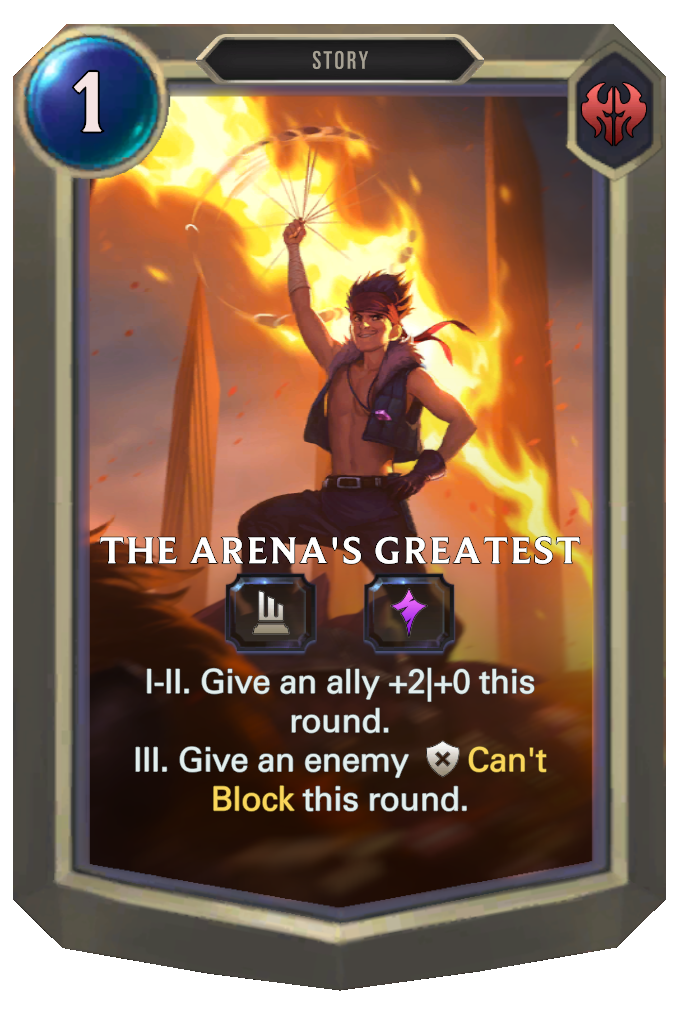 STORY
1
THE ARENA'S GREATEST
I-II. Give an ally +2|+0 this
round.
III. Give an enemy Can't
Block this round.